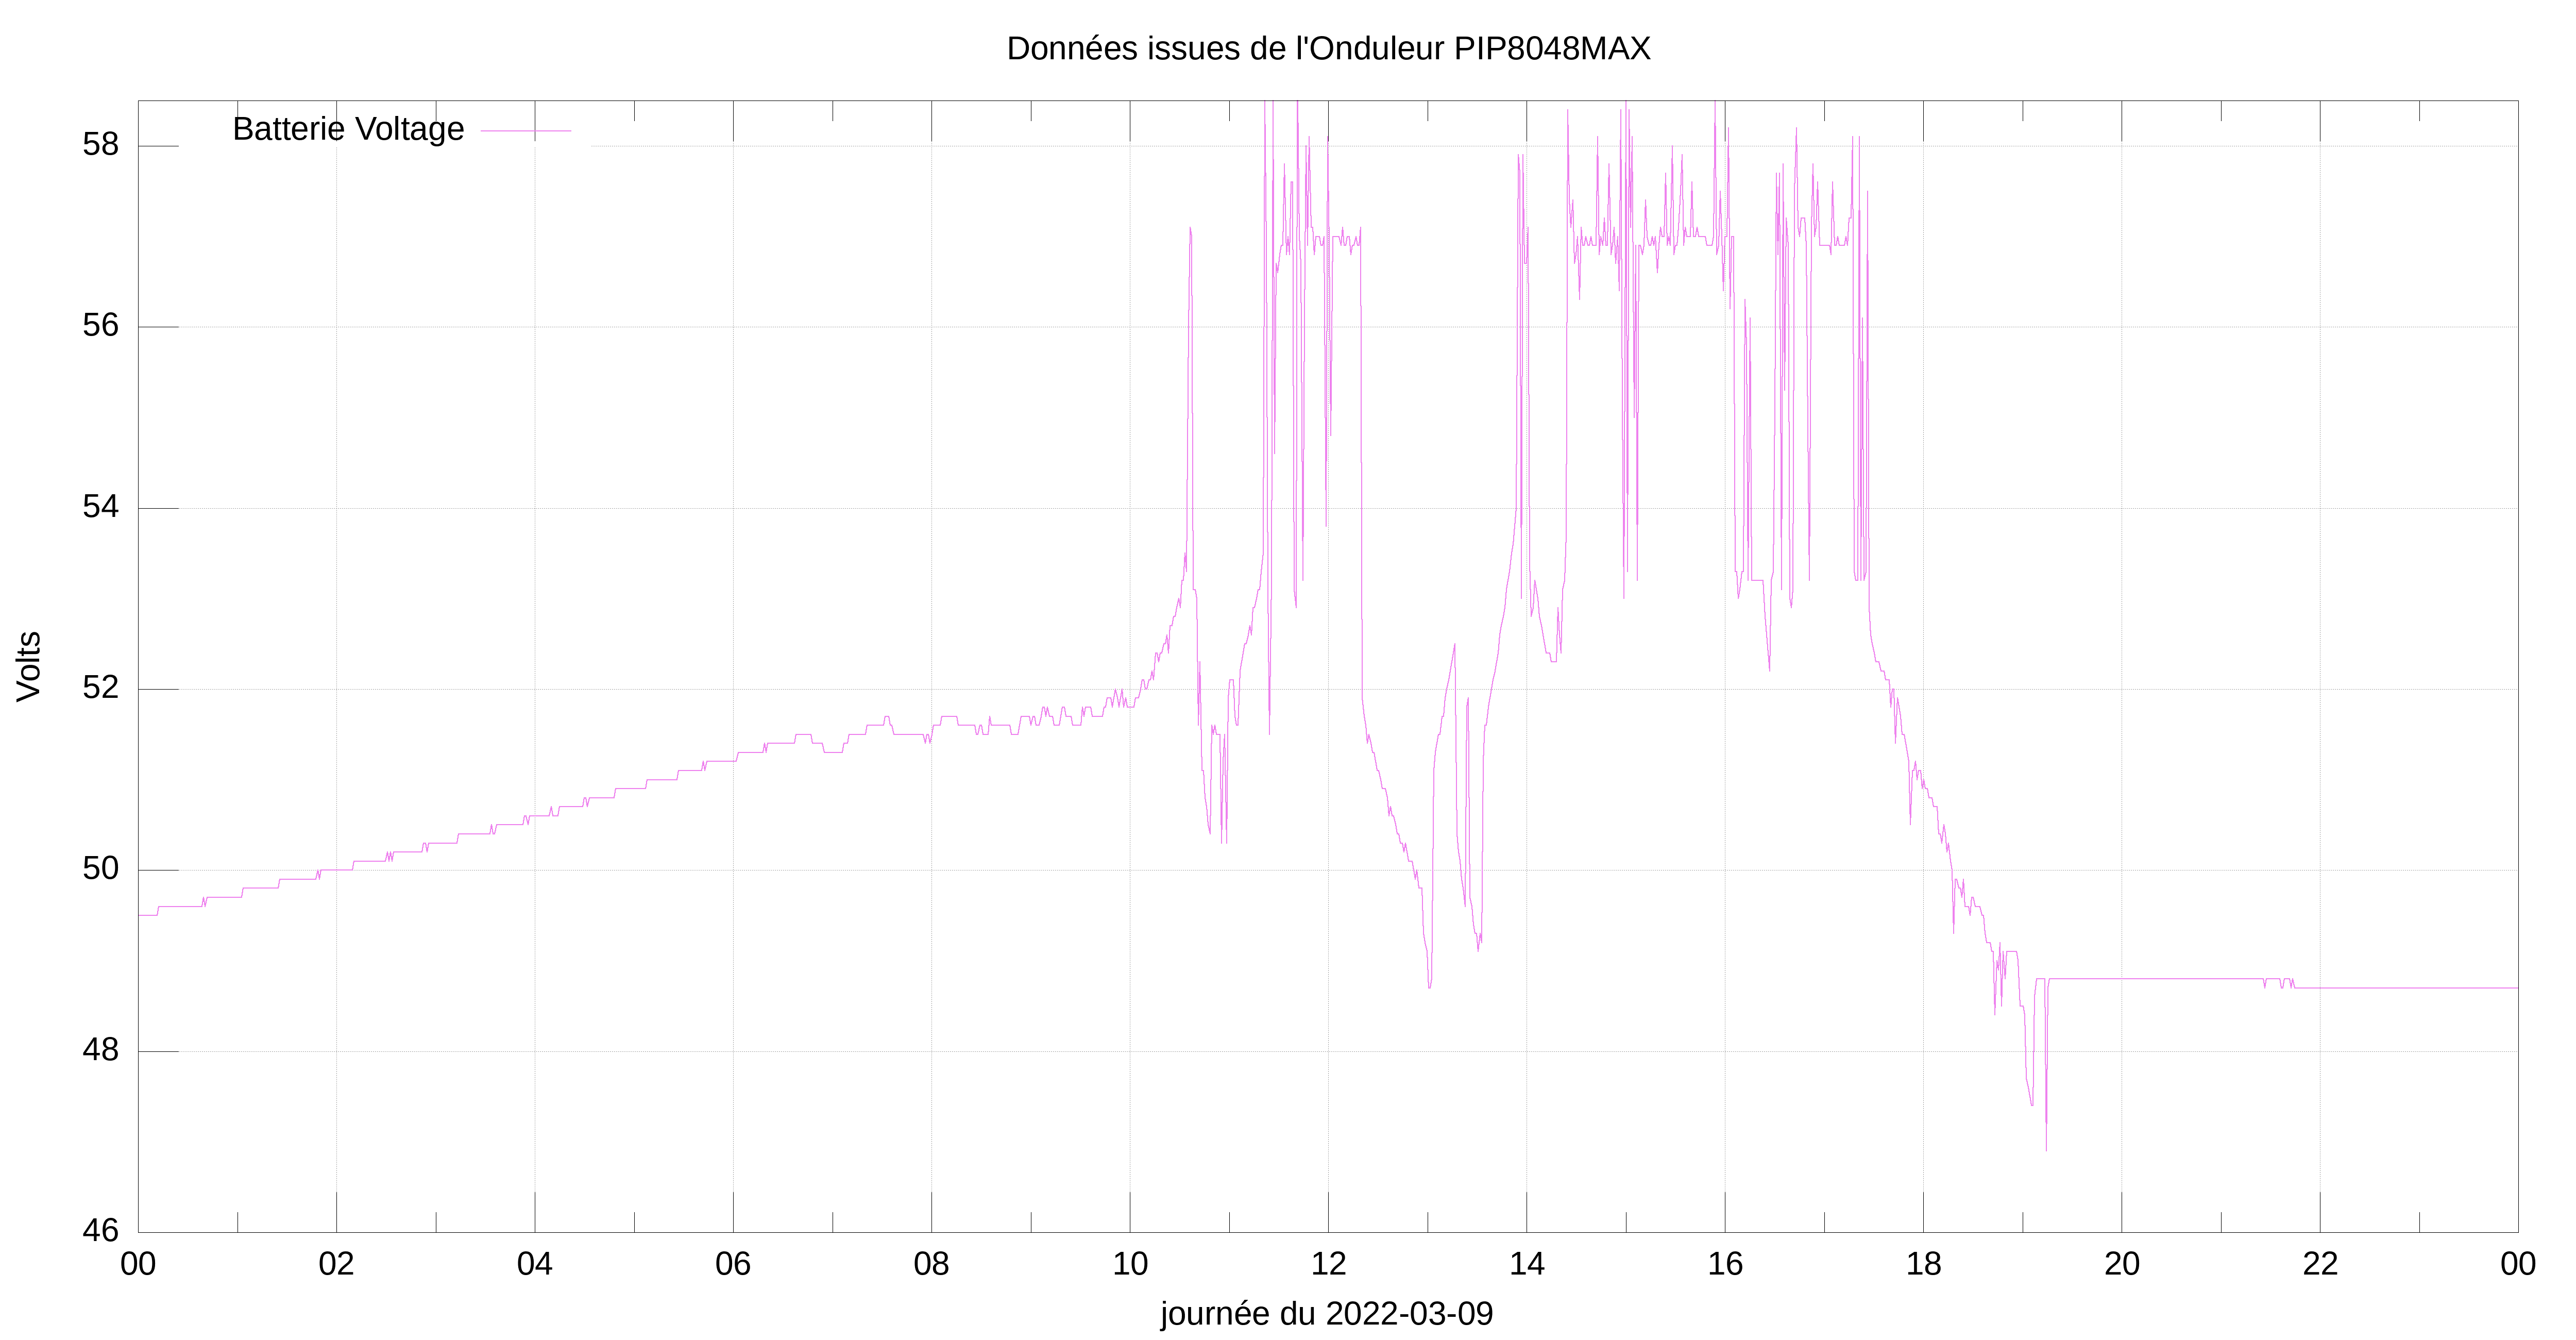 Données issues de l'Onduleur PIP8048MAX
Batterie Voltage
58
56
54
52
50
48
46
Volts
00 02 04 06 08 10 12 14 16 18 20 22 00
journée du 2022-03-09